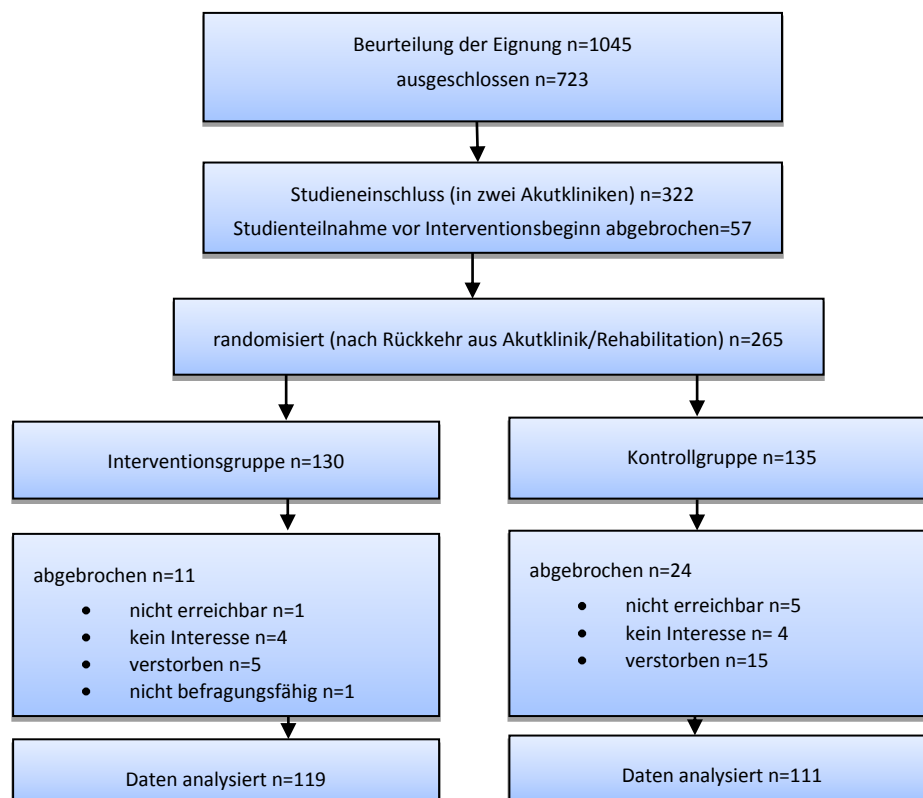 Beurteilung der Eignung n=1045
ausgeschlossen n=723
Studieneinschluss (in zwei Akutkliniken) n=322
Studienteilnahme vor Interventionsbeginn abgebrochen=57
randomisiert (nach Rückkehr aus Akutklinik/Rehabilitation) n=265
Interventionsgruppe n=130
Kontrollgruppe n=135
abgebrochen n=11
• nicht erreichbar n=1
• kein Interesse n=4
• verstorben n=5
• nicht befragungsfähig n=1
abgebrochen n=24
• nicht erreichbar n=5
• kein Interesse n= 4
• verstorben n=15
Daten analysiert n=119
Daten analysiert n=111